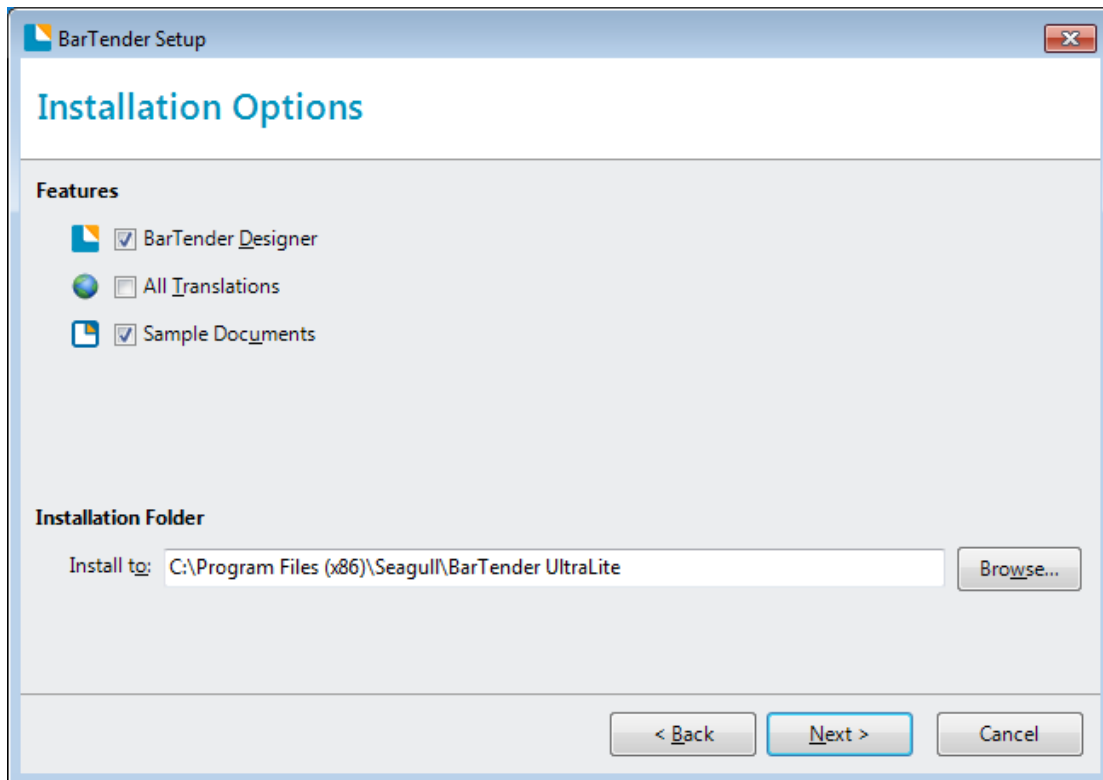 BarTender Setup
Installation Options
Features
BarTender Designer
All Translations
Sample Documents
Installation Folder
Install to: C:\Program Files (x86)\Seagull\BarTender UltraLite Browse...
< Back Next > Cancel